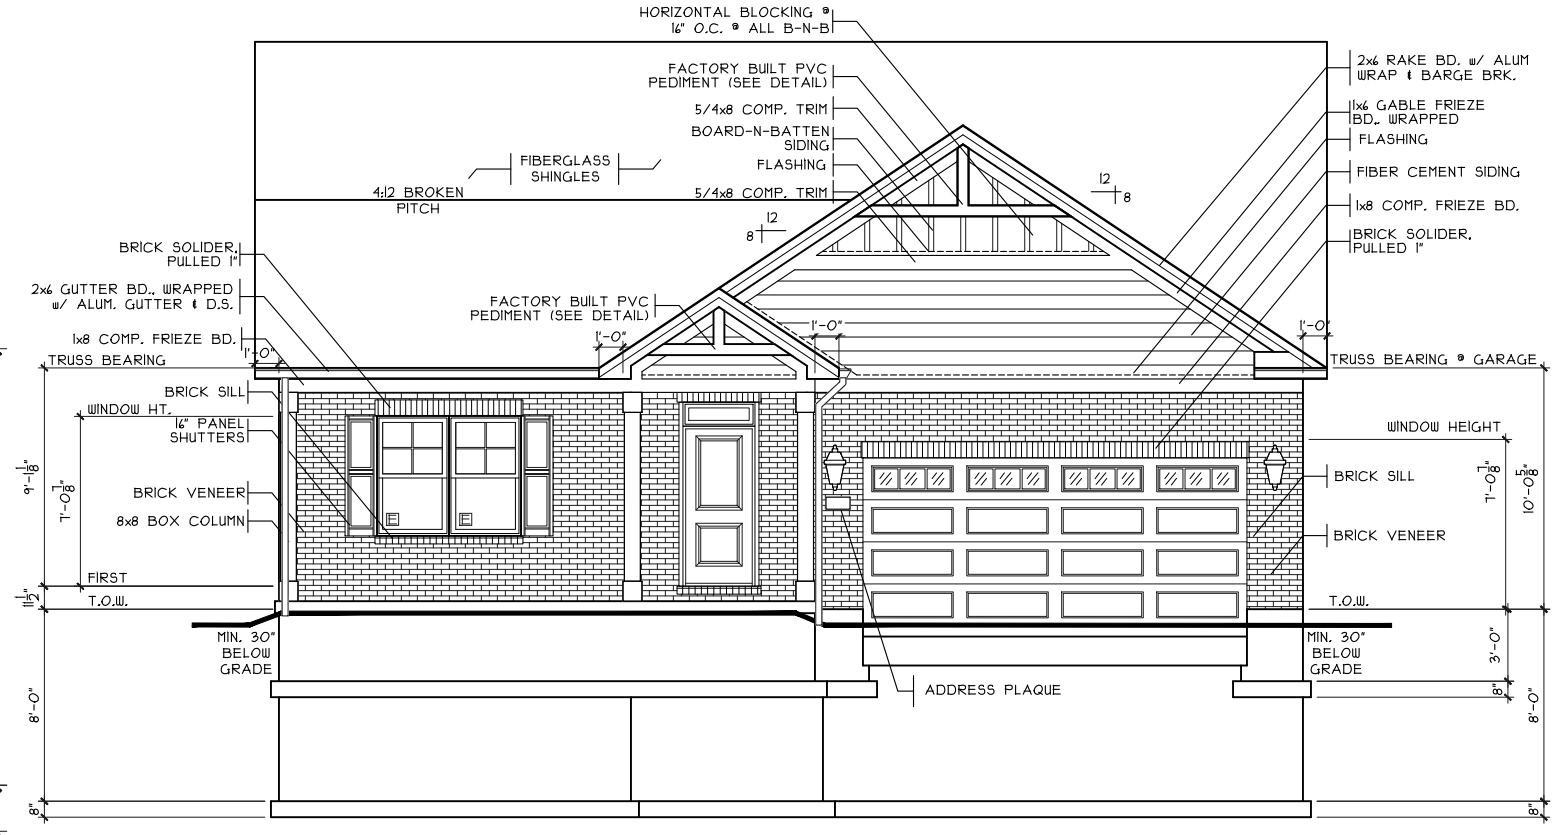 HORIZONTAL BLOCKING @
16" O.C. @ ALL B-N-B
FACTORY BUILT PVC
PEDIMENT (SEE DETAIL)
5/4x8 COMP. TRIM
BOARD-N-BATTEN
SIDING
FLASHING
5/4x8 COMP. TRIM
FIBERGLASS
SHINGLES
4:12 BROKEN
PITCH
12
8
12
8
2x6 RAKE BD. w/ ALUM
WRAP & BARGE BRK.
1x6 GABLE FRIEZE
BD., WRAPPED
FLASHING
FIBER CEMENT SIDING
1x8 COMP. FRIEZE BD.
BRICK SOLIDER,
PULLED 1"
BRICK SOLIDER,
PULLED 1"
2x6 GUTTER BD., WRAPPED
w/ ALUM. GUTTER & D.S.
1x8 COMP. FRIEZE BD.
FACTORY BUILT PVC
PEDIMENT (SEE DETAIL)
1'-0"
1'-0"
1'-0"
1'-0"
TRUSS BEARING
TRUSS BEARING @ GARAGE
BRICK SILL
WINDOW HT.
16" PANEL
SHUTTERS
BRICK VENEER
8x8 BOX COLUMN
FIRST
T.O.W.
9'-1 1/8"
7'-0 7/8"
11 1/2"
E
E
WINDOW HEIGHT
BRICK SILL
BRICK VENEER
7'-0 7/8"
10'-0 5/8"
T.O.W.
MIN. 30"
BELOW
GRADE
MIN. 30"
BELOW
GRADE
3'-0"
8"
ADDRESS PLAQUE
8'-0"
8'-0"
8"
8"